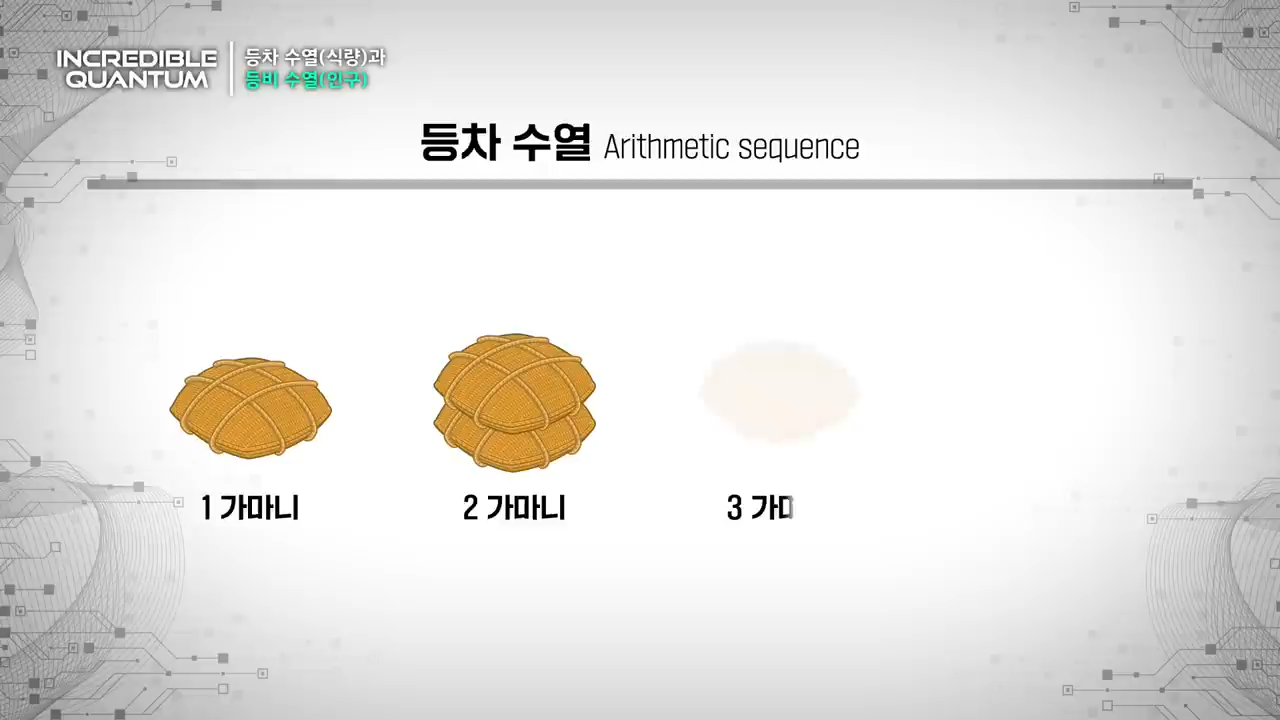 INCREDIBLE
QUANTUM
등차 수열(식량)과
등비 수열(인구)
등차 수열 Arithmetic sequence
1 가마니
2 가마니
3 가